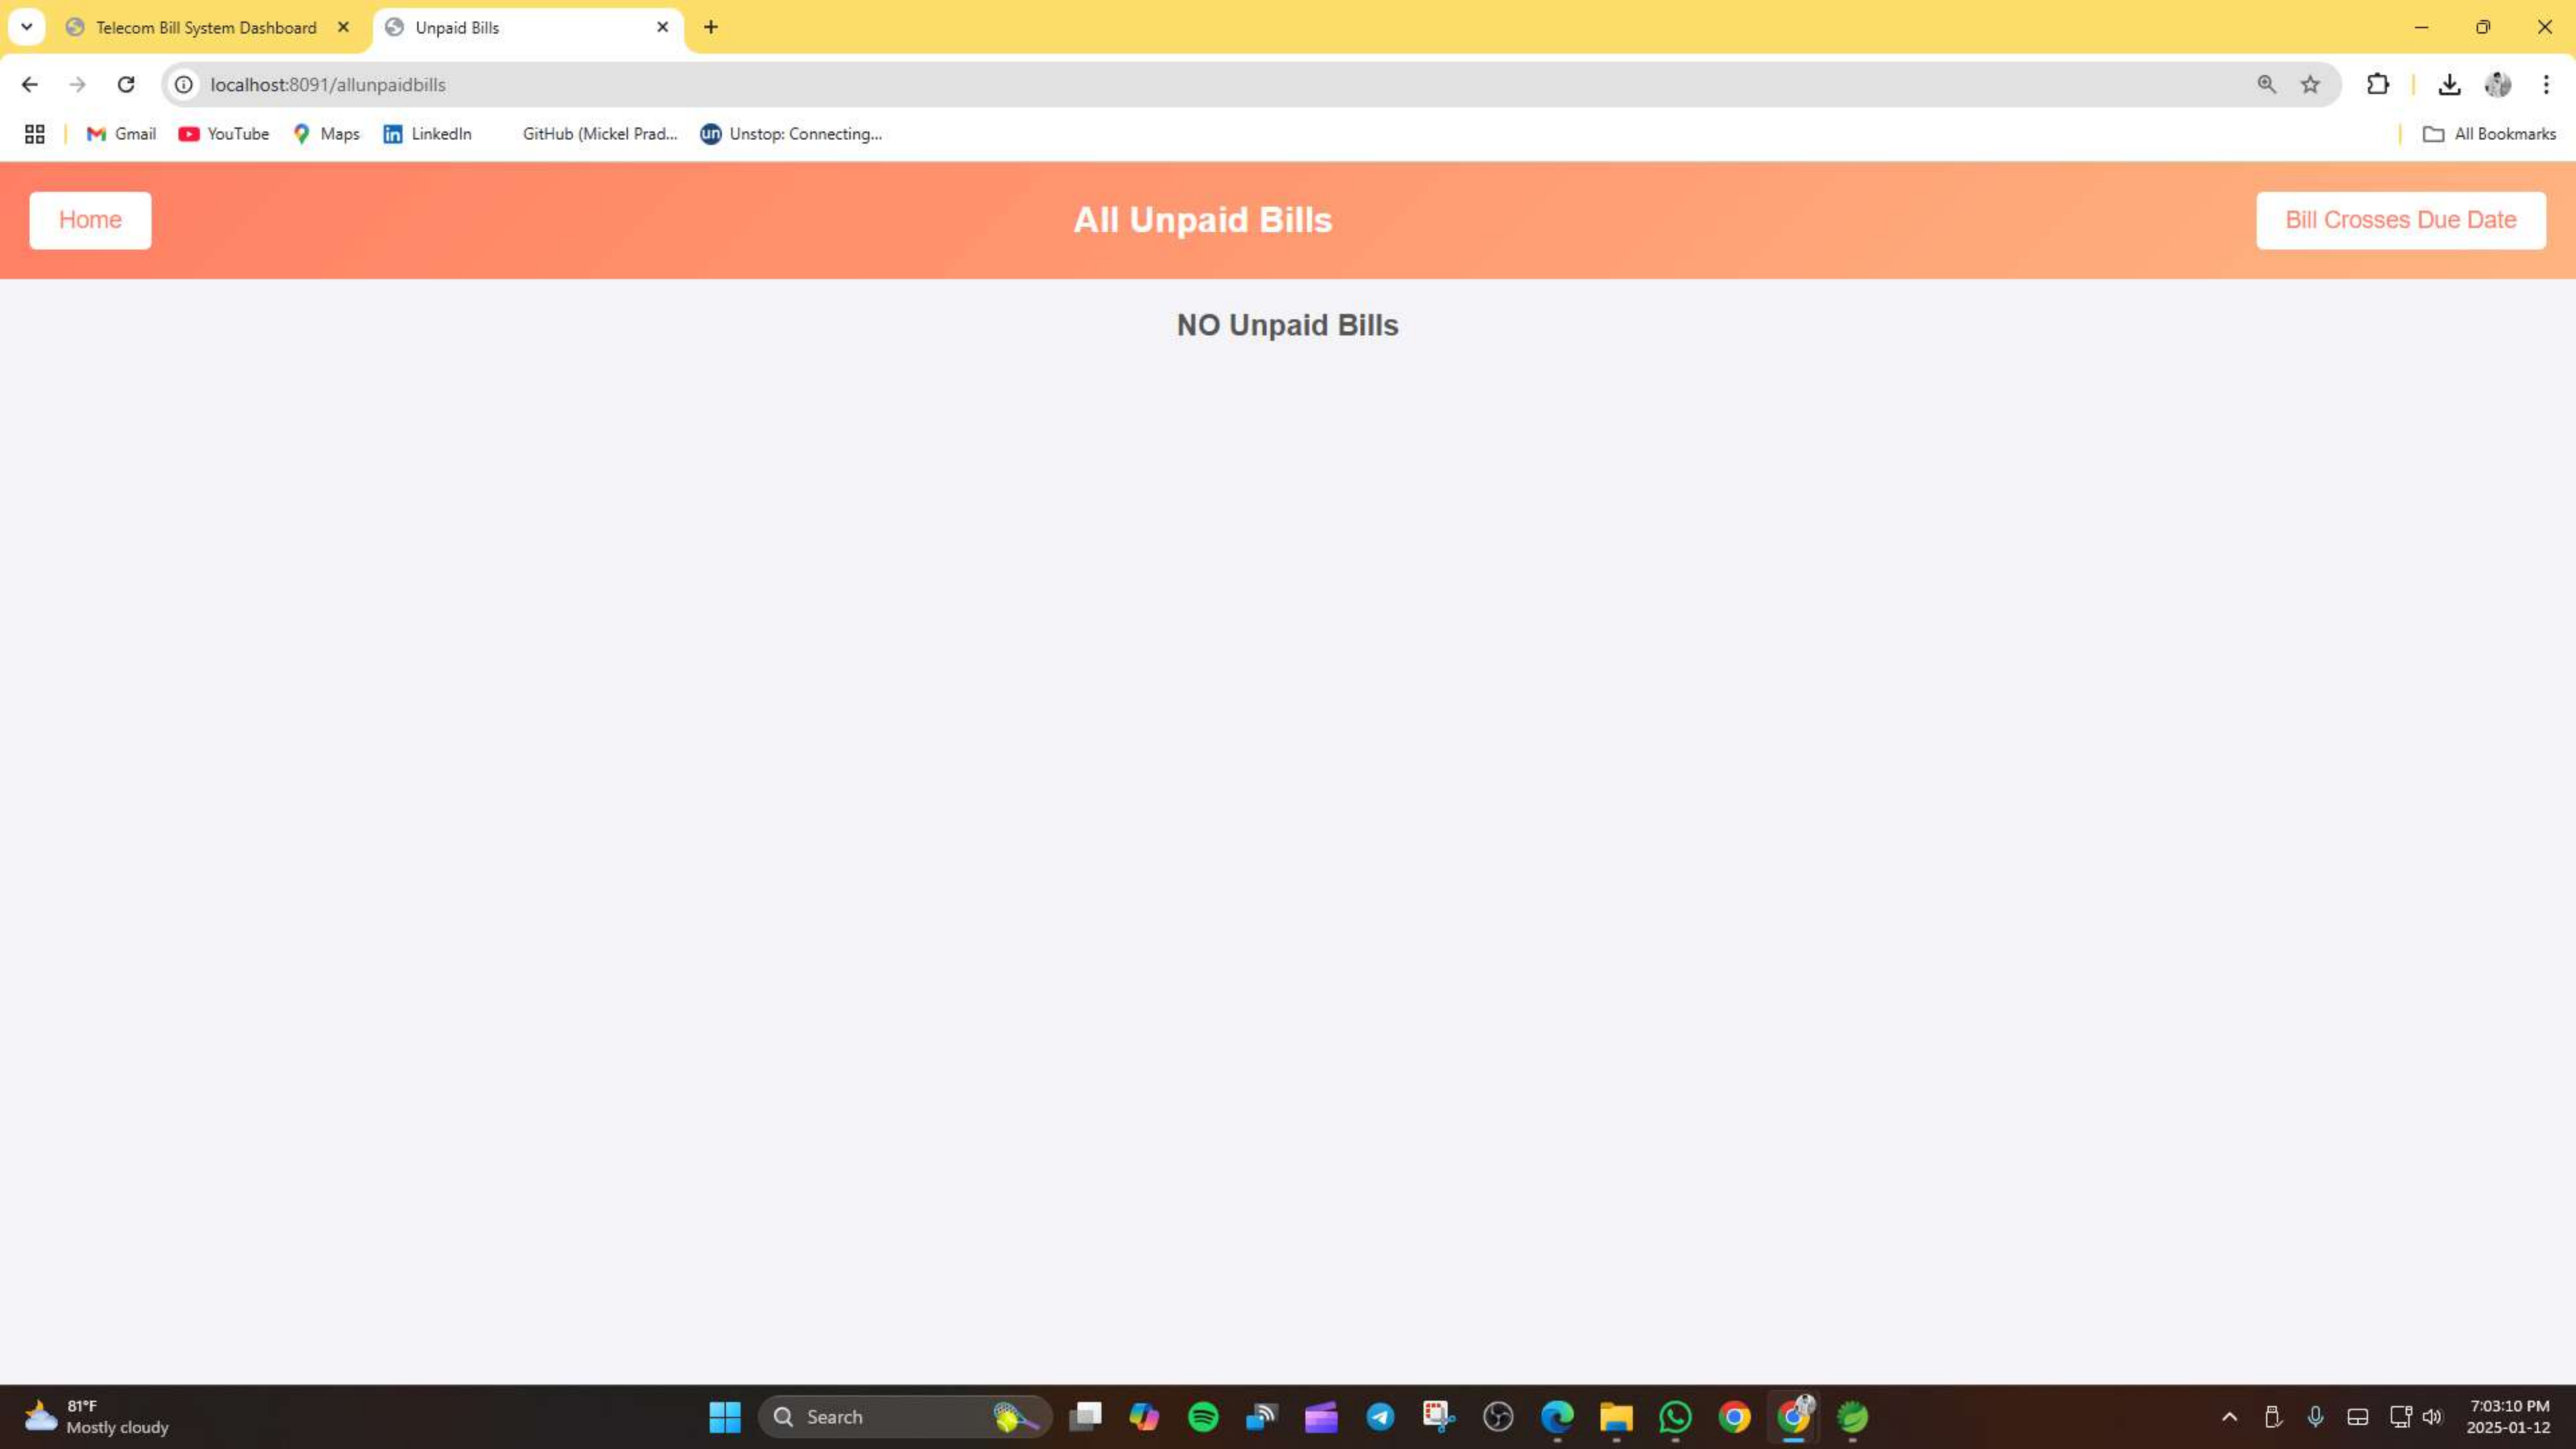 Telecom Bill System Dashboard
Unpaid Bills
localhost:8091/allunpaidbills
Gmail
YouTube
Maps
in LinkedIn
GitHub (Mickel Prad...
un Unstop: Connecting...
All Bookmarks
Home
All Unpaid Bills
Bill Crosses Due Date
NO Unpaid Bills
81°F
Mostly cloudy
Search
7:03:10 PM
2025-01-12